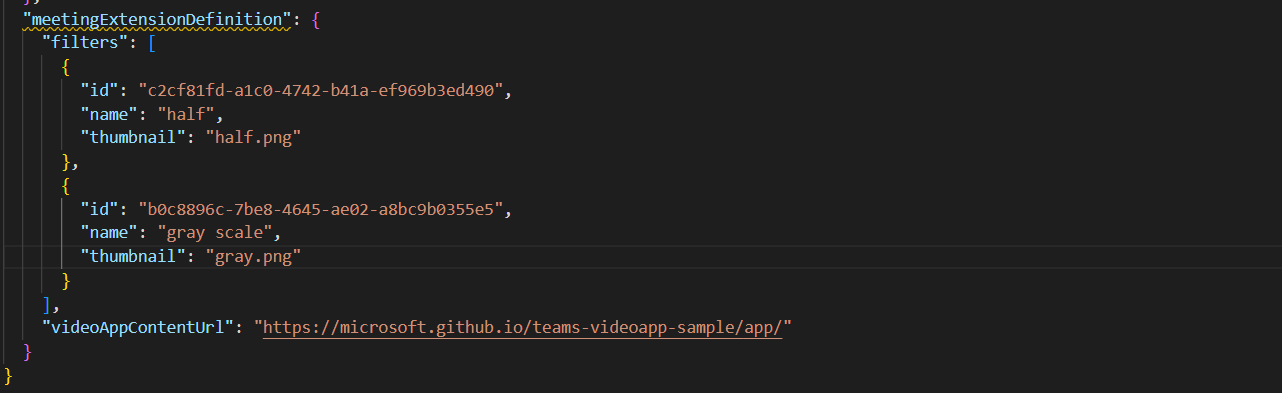 },
"meetingExtensionDefinition": {
"filters": [
{
"id": "c2cf81fd-a1c0-4742-b41a-ef969b3ed490",
"name": "half",
"thumbnail": "half.png"
},
{
"id": "b0c8896c-7be8-4645-ae02-a8bc9b0355e5",
"name": "gray scale",
"thumbnail": "gray.png"
}
],
"videoAppContentUrl": "https://microsoft.github.io/teams-videoapp-sample/app/"
}
}